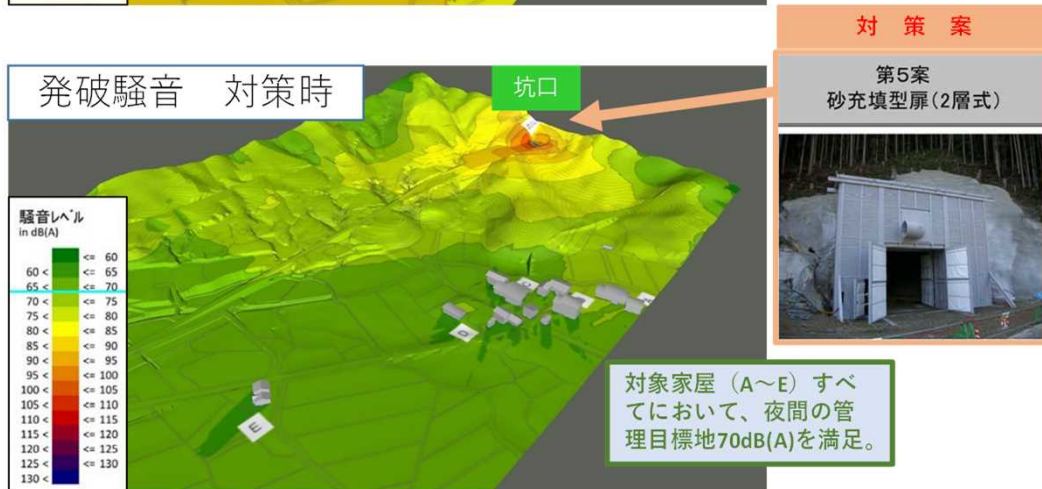 対 策 案
第5案
砂充填型扉(2層式)
発破騒音 対策時
坑口
騒音レベル
in dB(A)
<= 60
60 < <= 65
65 < <= 70
70 < <= 75
75 < <= 80
80 < <= 85
85 < <= 90
90 < <= 95
95 < <= 100
100 < <= 105
105 < <= 110
110 < <= 115
115 < <= 120
120 < <= 125
125 < <= 130
130 <
D
E
対象家屋（A～E）すべ
てにおいて、夜間の管
理目標地70dB(A)を満足。